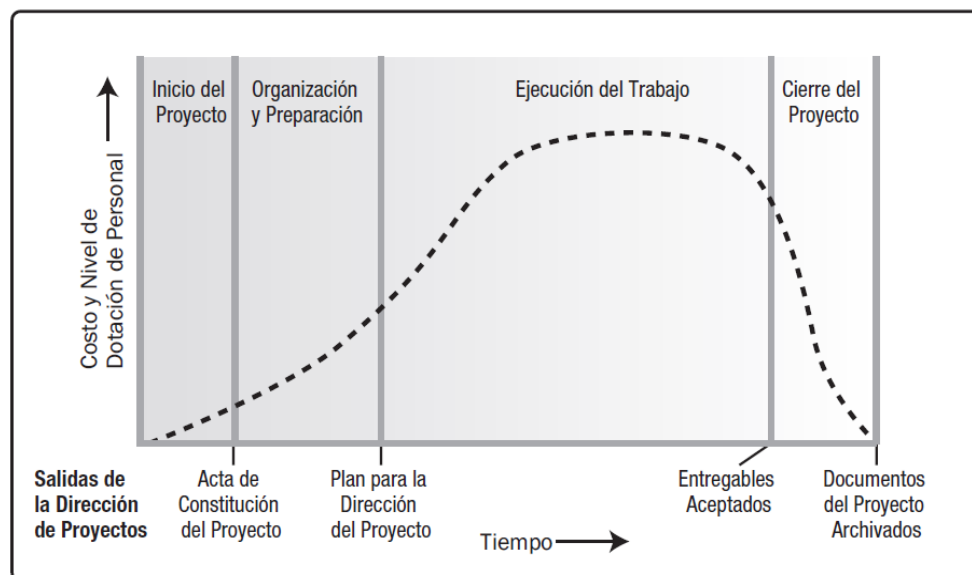 Inicio del
Proyecto
Organización
y Preparación
Ejecución del Trabajo
Cierre del
Proyecto
Costo y Nivel de
Dotación de Personal
Salidas de
la Dirección
de Proyectos
Acta de
Constitución
del Proyecto
Plan para la
Dirección
del Proyecto
Entregables
Aceptados
Documentos
del Proyecto
Archivados
Tiempo